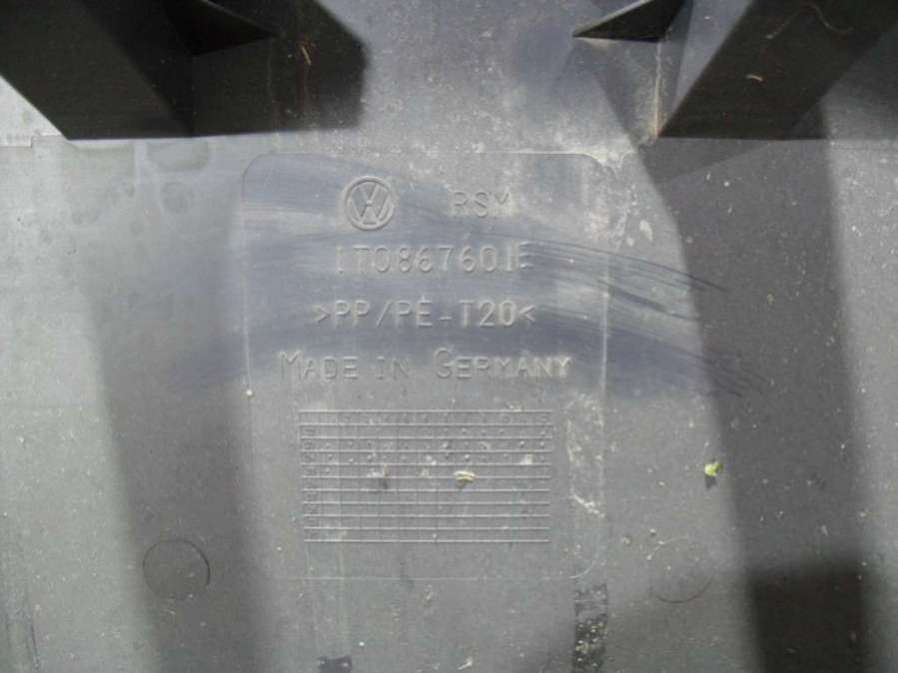 RSM
1T0867601E
>PP/PE-T20<
MADE IN GERMANY